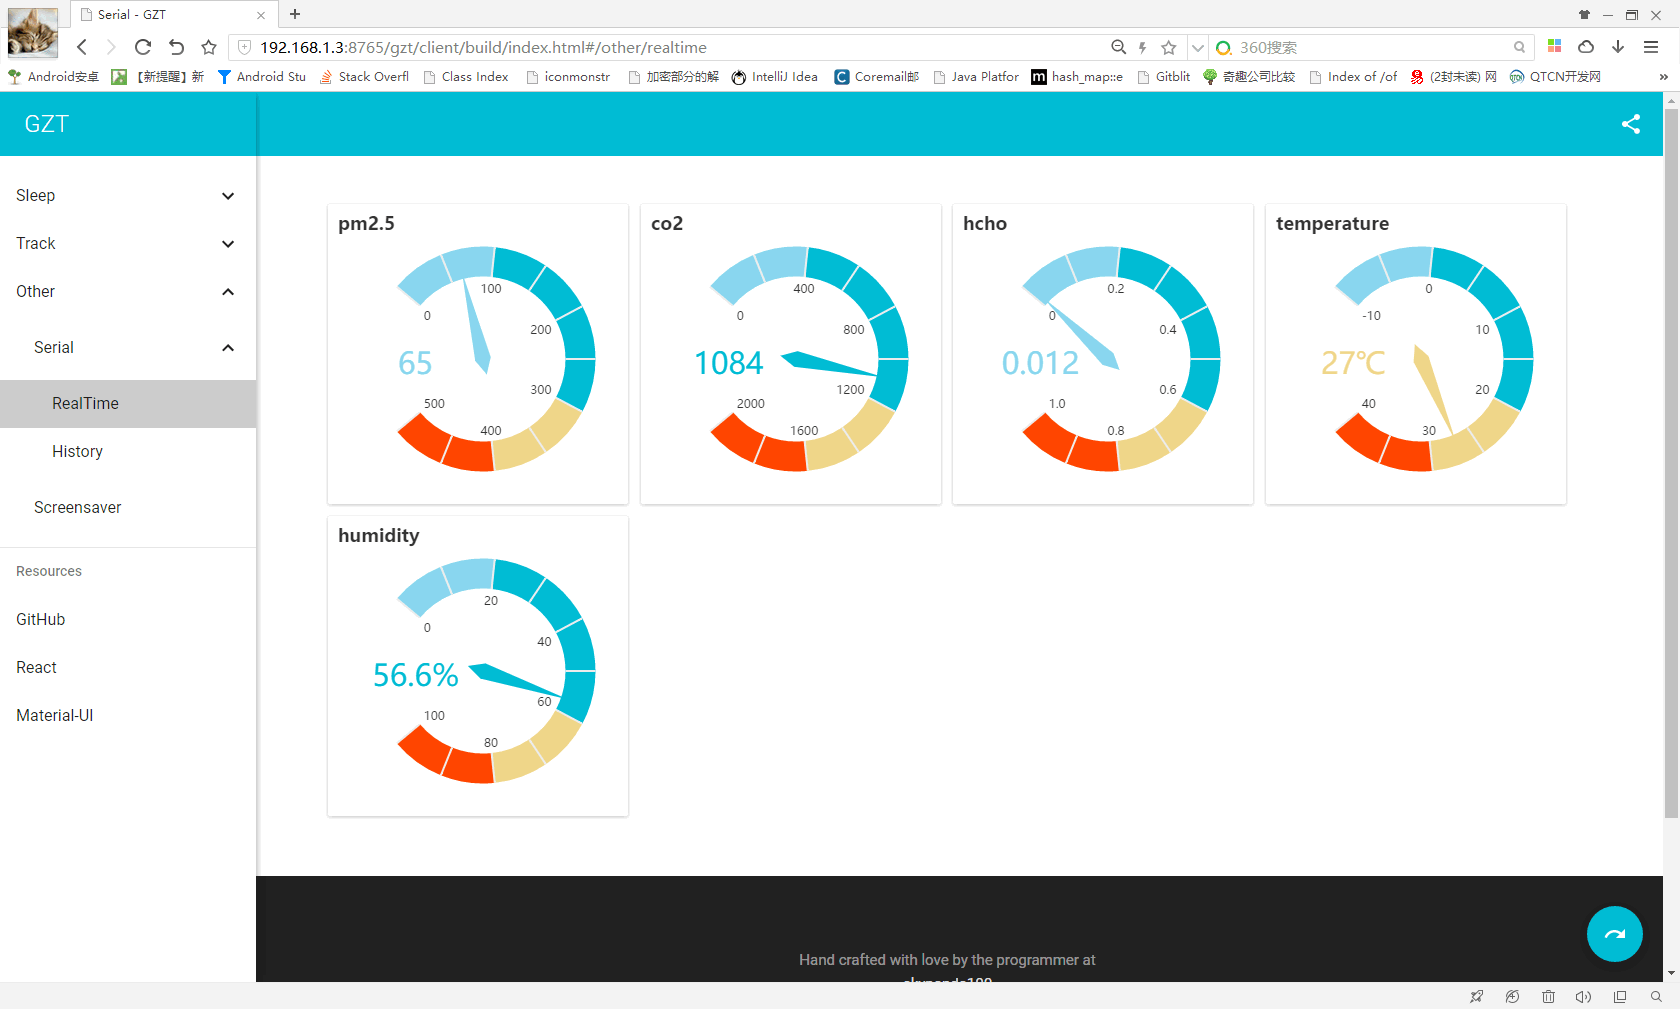 Serial - GZT
192.168.1.3:8765/gzt/client/build/index.html#/other/realtime
360搜索
Android安卓
【新提醒】新
Android Stu
Stack Overfl
Class Index
iconmonstr
加密部分的解
IntelliJ Idea
Coremail邮
Java Platfor
hash_map::e
Gitblit
奇趣公司比较
Index of /of
(2封未读) 网
QTCN开发网
GZT
Sleep
Track
Other
Serial
RealTime
History
Screensaver
Resources
GitHub
React
Material-UI
pm2.5
0
100
200
300
400
500
65
co2
0
400
800
1200
1600
2000
1084
hcho
0
0.2
0.4
0.6
0.8
1.0
0.012
temperature
-10
0
10
20
30
40
27℃
humidity
0
20
40
60
80
100
56.6%
Hand crafted with love by the programmer at